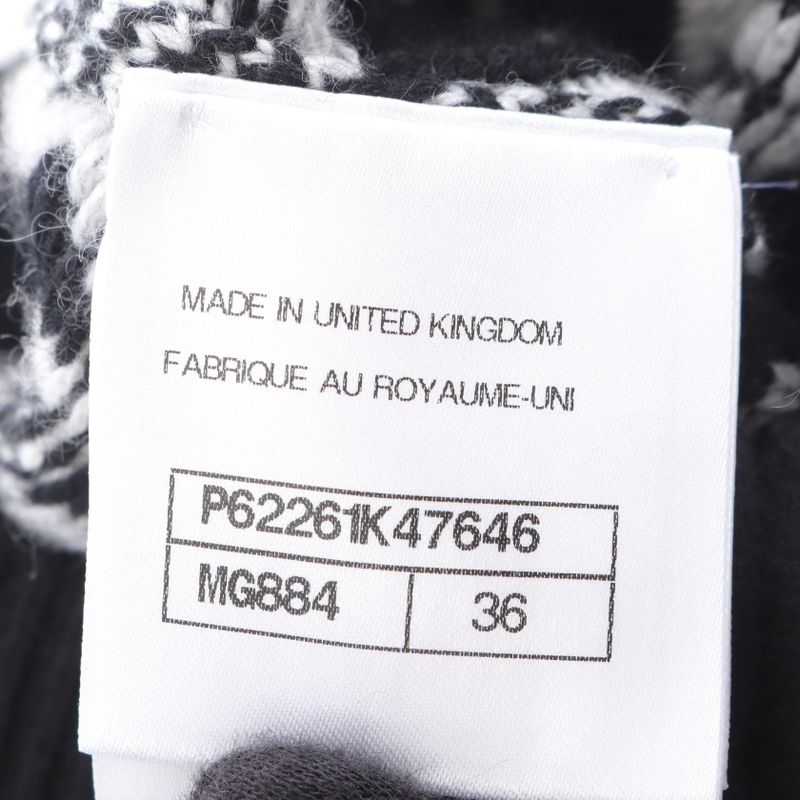 MADE IN UNITED KINGDOM
FABRIQUE AU ROYAUME-UNI
P62261K47646
MG884 36